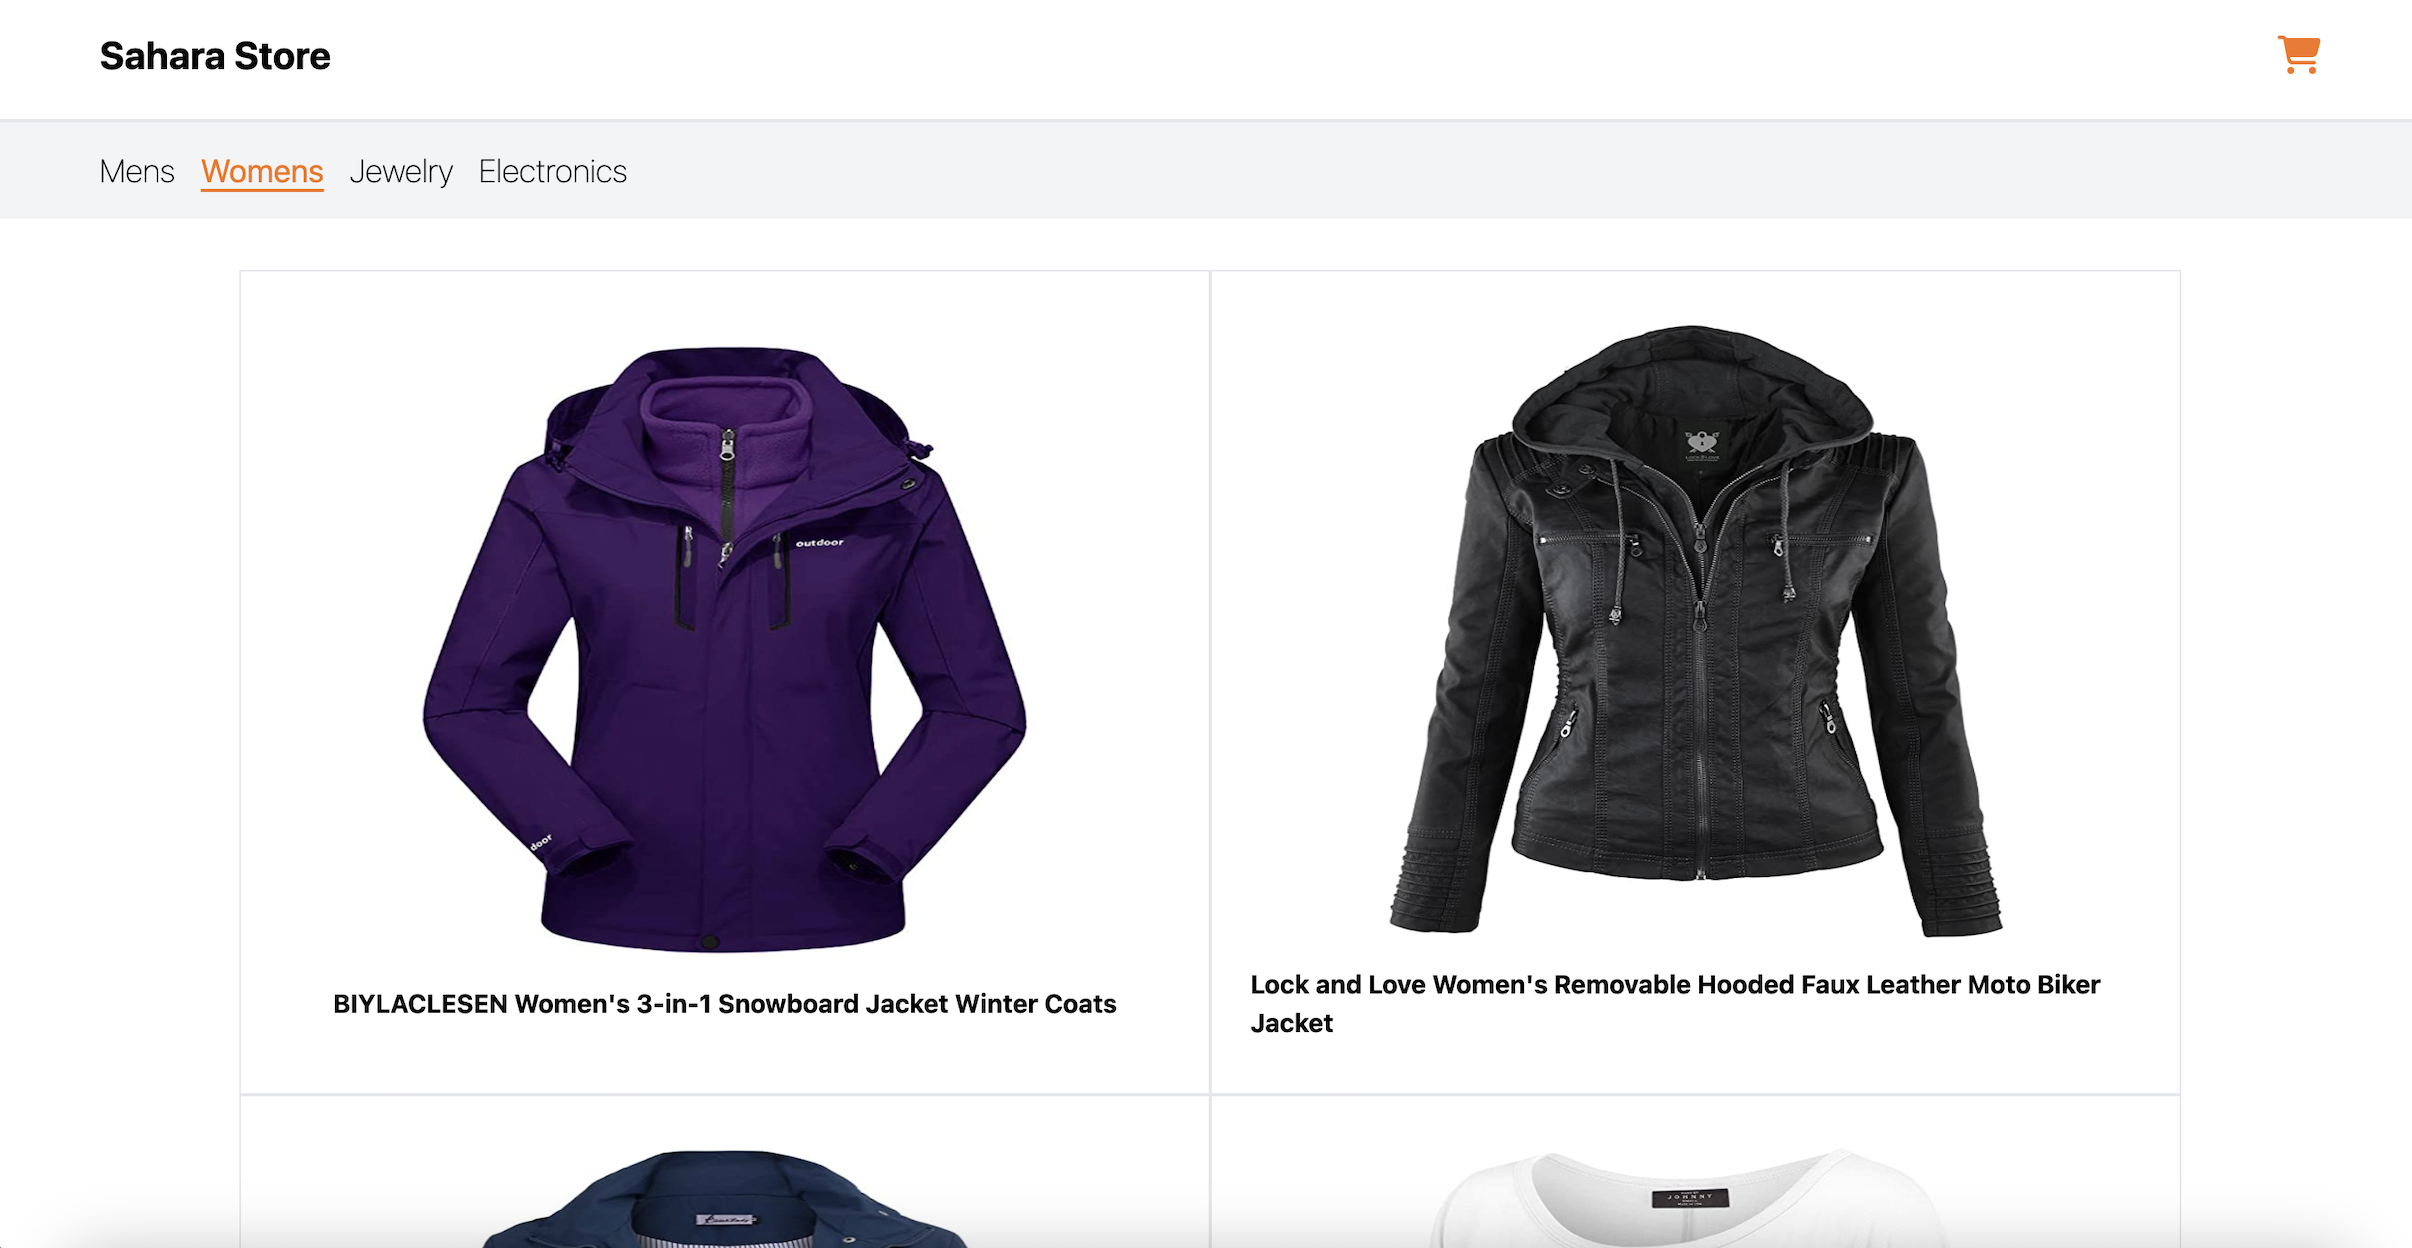 Sahara Store
Mens Womens Jewelry Electronics
outdoor
door
BIYLACLESEN Women's 3-in-1 Snowboard Jacket Winter Coats
Lock and Love Women's Removable Hooded Faux Leather Moto Biker
Jacket
JOHNNY